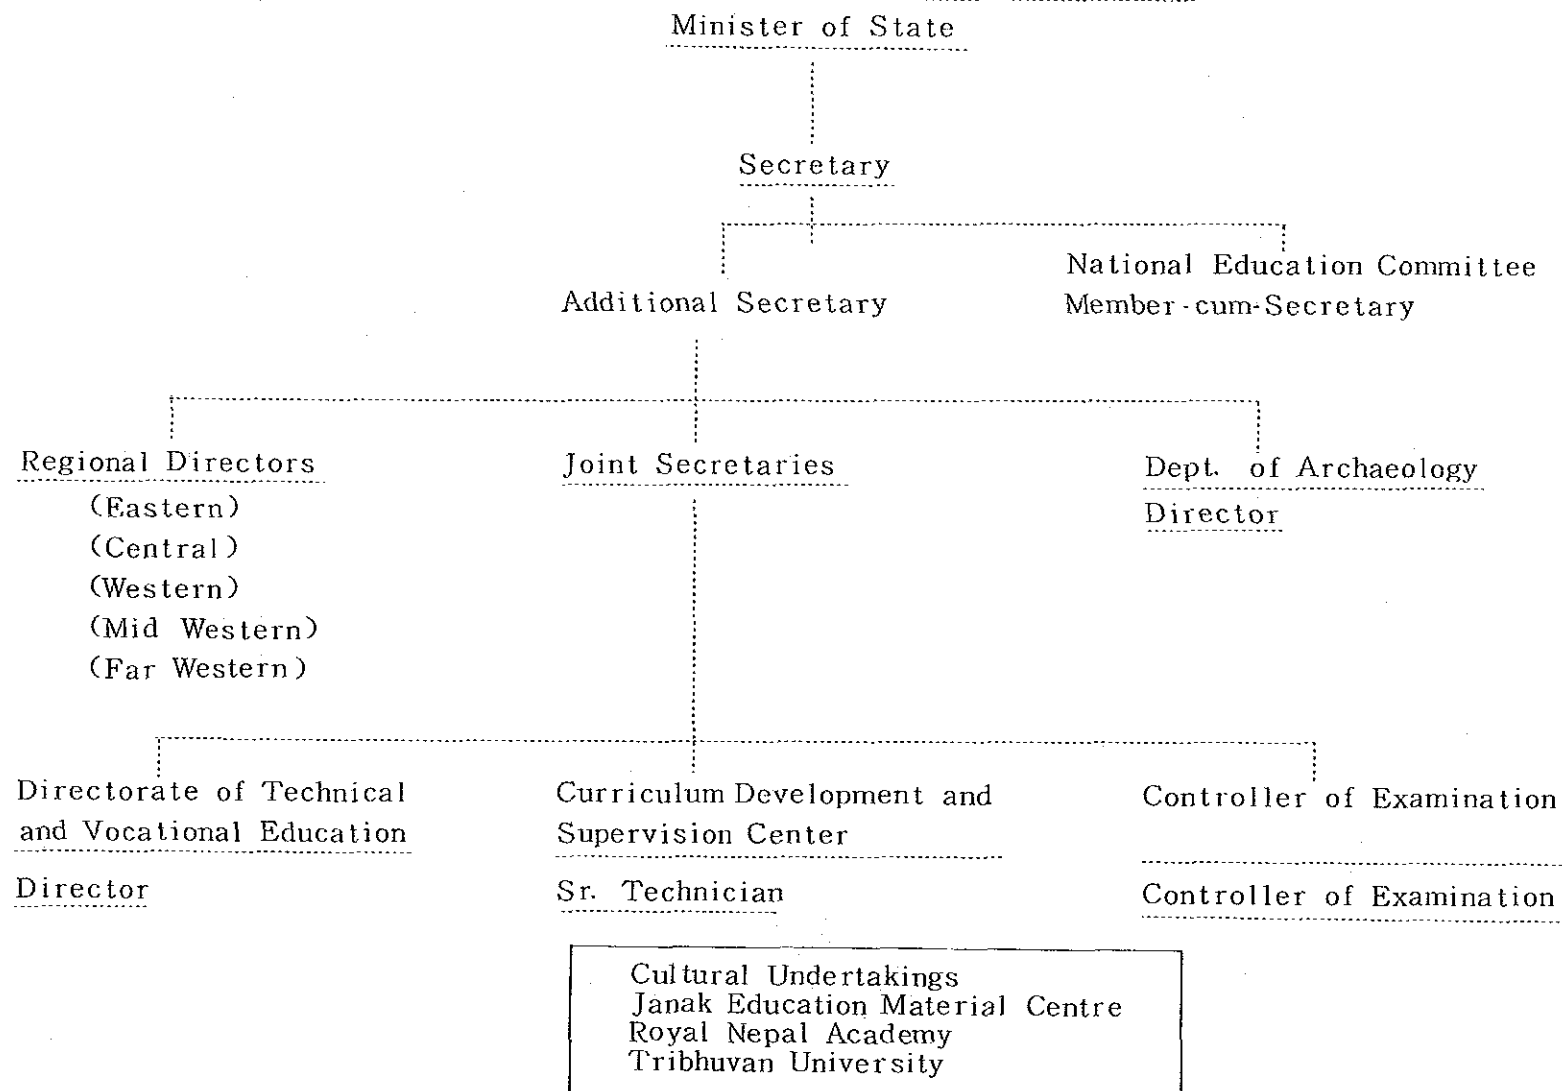 Minister of State
Secretary
National Education Committee
Member-cum-Secretary
Additional Secretary
Regional Directors
(Eastern)
(Central)
(Western)
(Mid Western)
(Far Western)
Joint Secretaries
Dept. of Archaeology
Director
Directorate of Technical
and Vocational Education
Director
Curriculum Development and
Supervision Center
Sr. Technician
Controller of Examination
Controller of Examination
Cultural Undertakings
Janak Education Material Centre
Royal Nepal Academy
Tribhuvan University